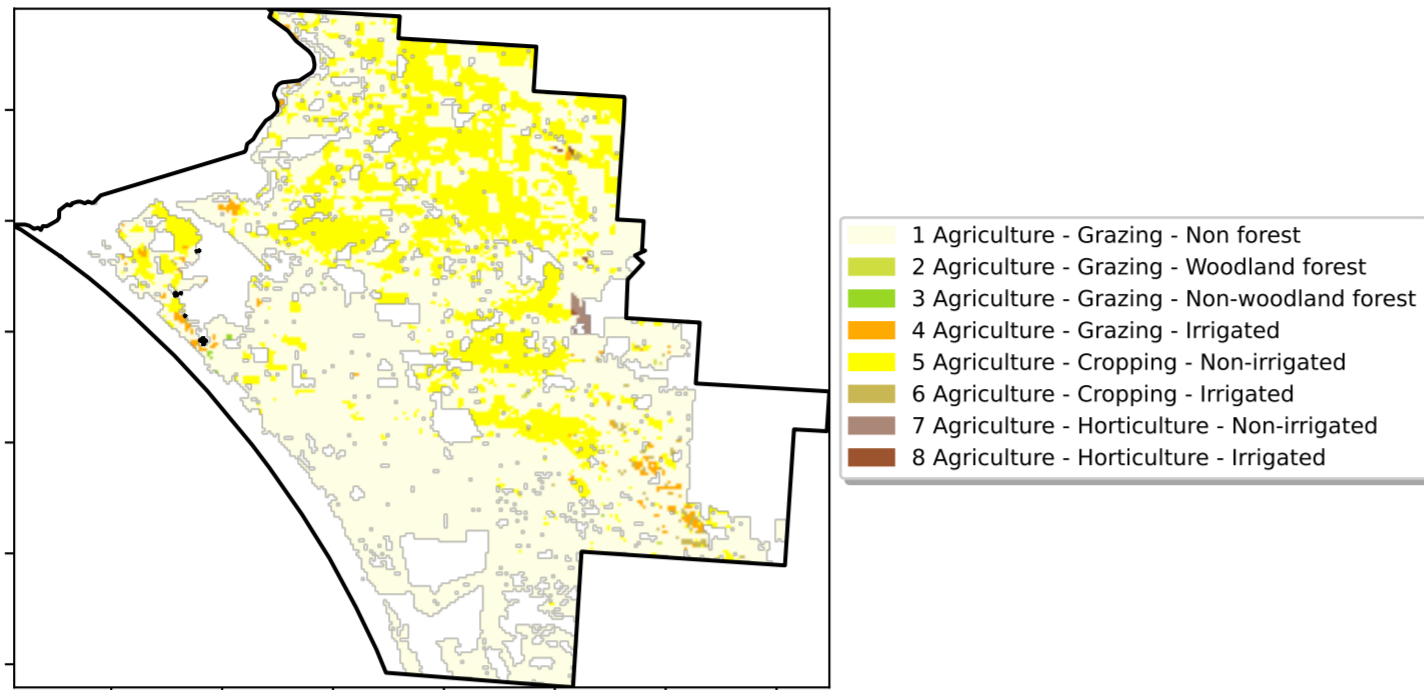 1 Agriculture - Grazing - Non forest
2 Agriculture - Grazing - Woodland forest
3 Agriculture - Grazing - Non-woodland forest
4 Agriculture - Grazing - Irrigated
5 Agriculture - Cropping - Non-irrigated
6 Agriculture - Cropping - Irrigated
7 Agriculture - Horticulture - Non-irrigated
8 Agriculture - Horticulture - Irrigated